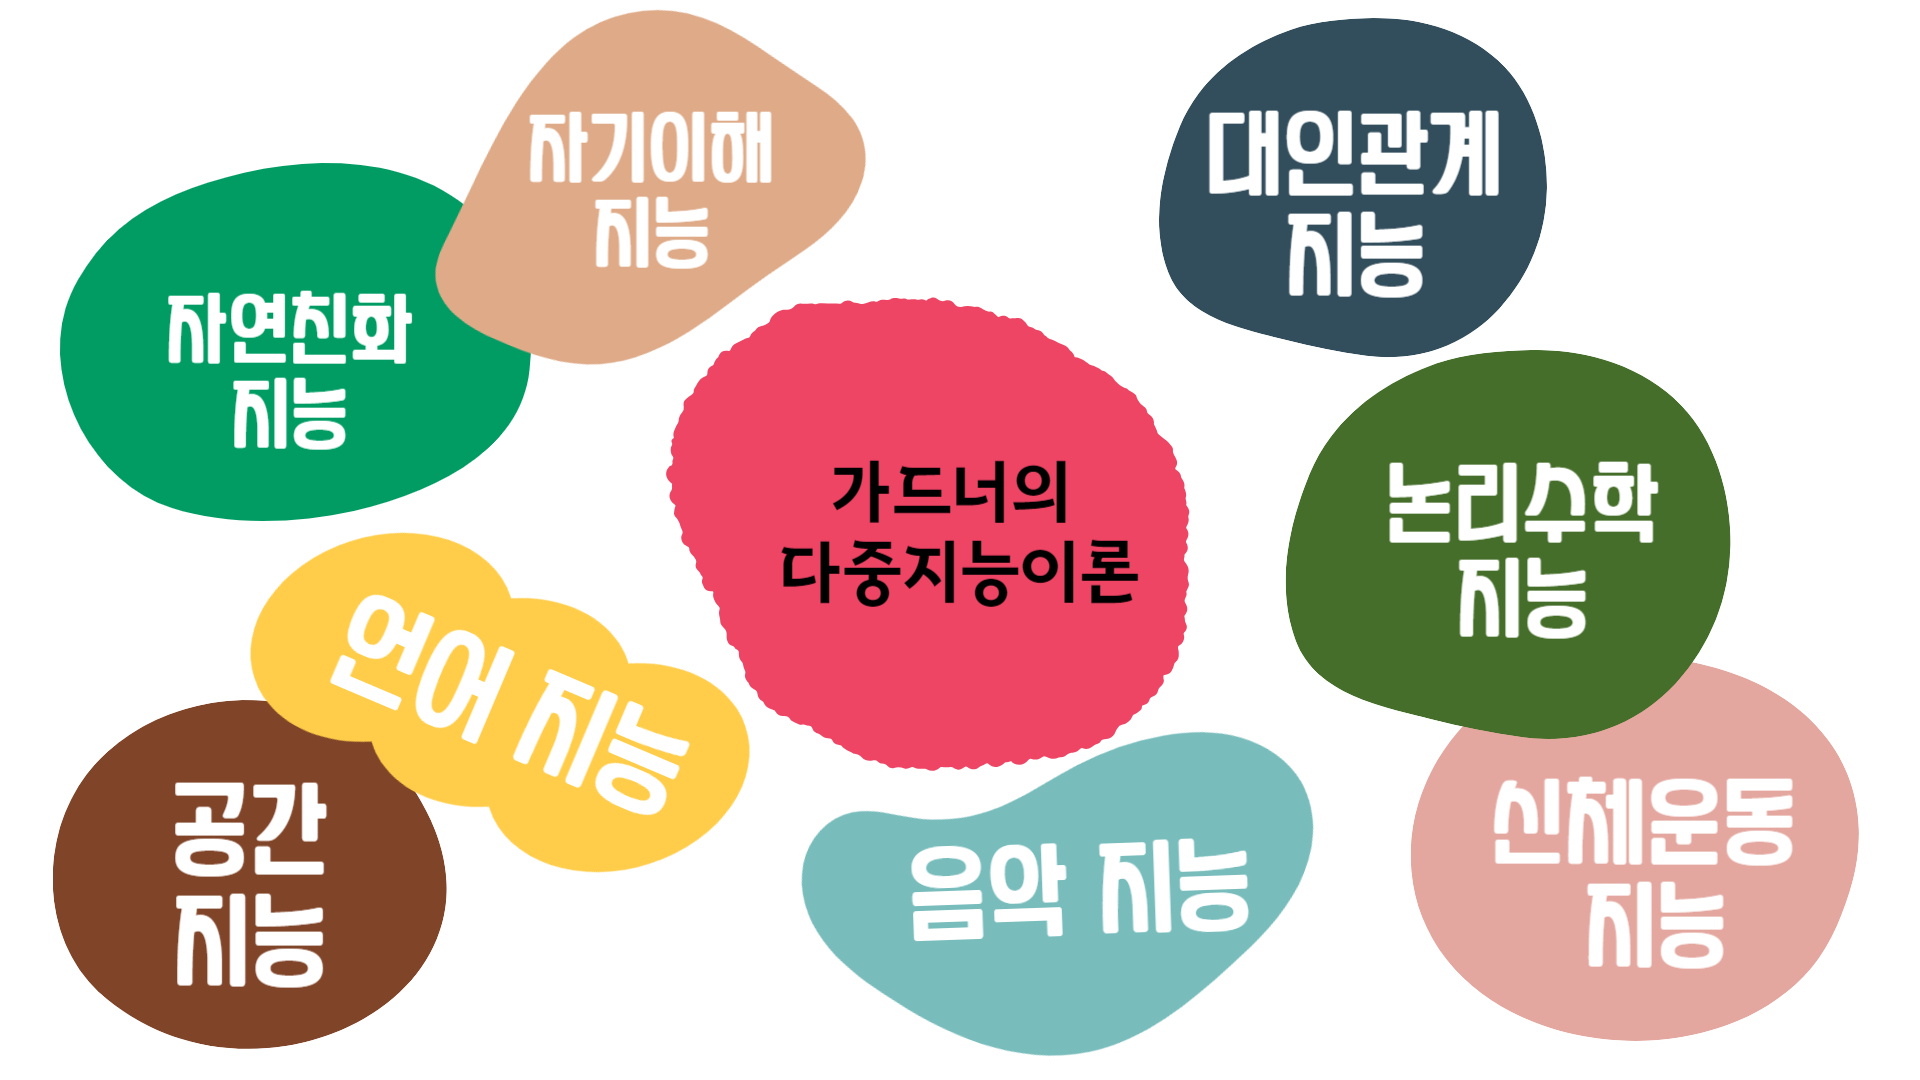 자기이해
지능
대인관계
지능
자연친화
지능
가드너의
다중지능이론
논리수학
지능
언어 지능
공간
지능
음악 지능
신체운동
지능